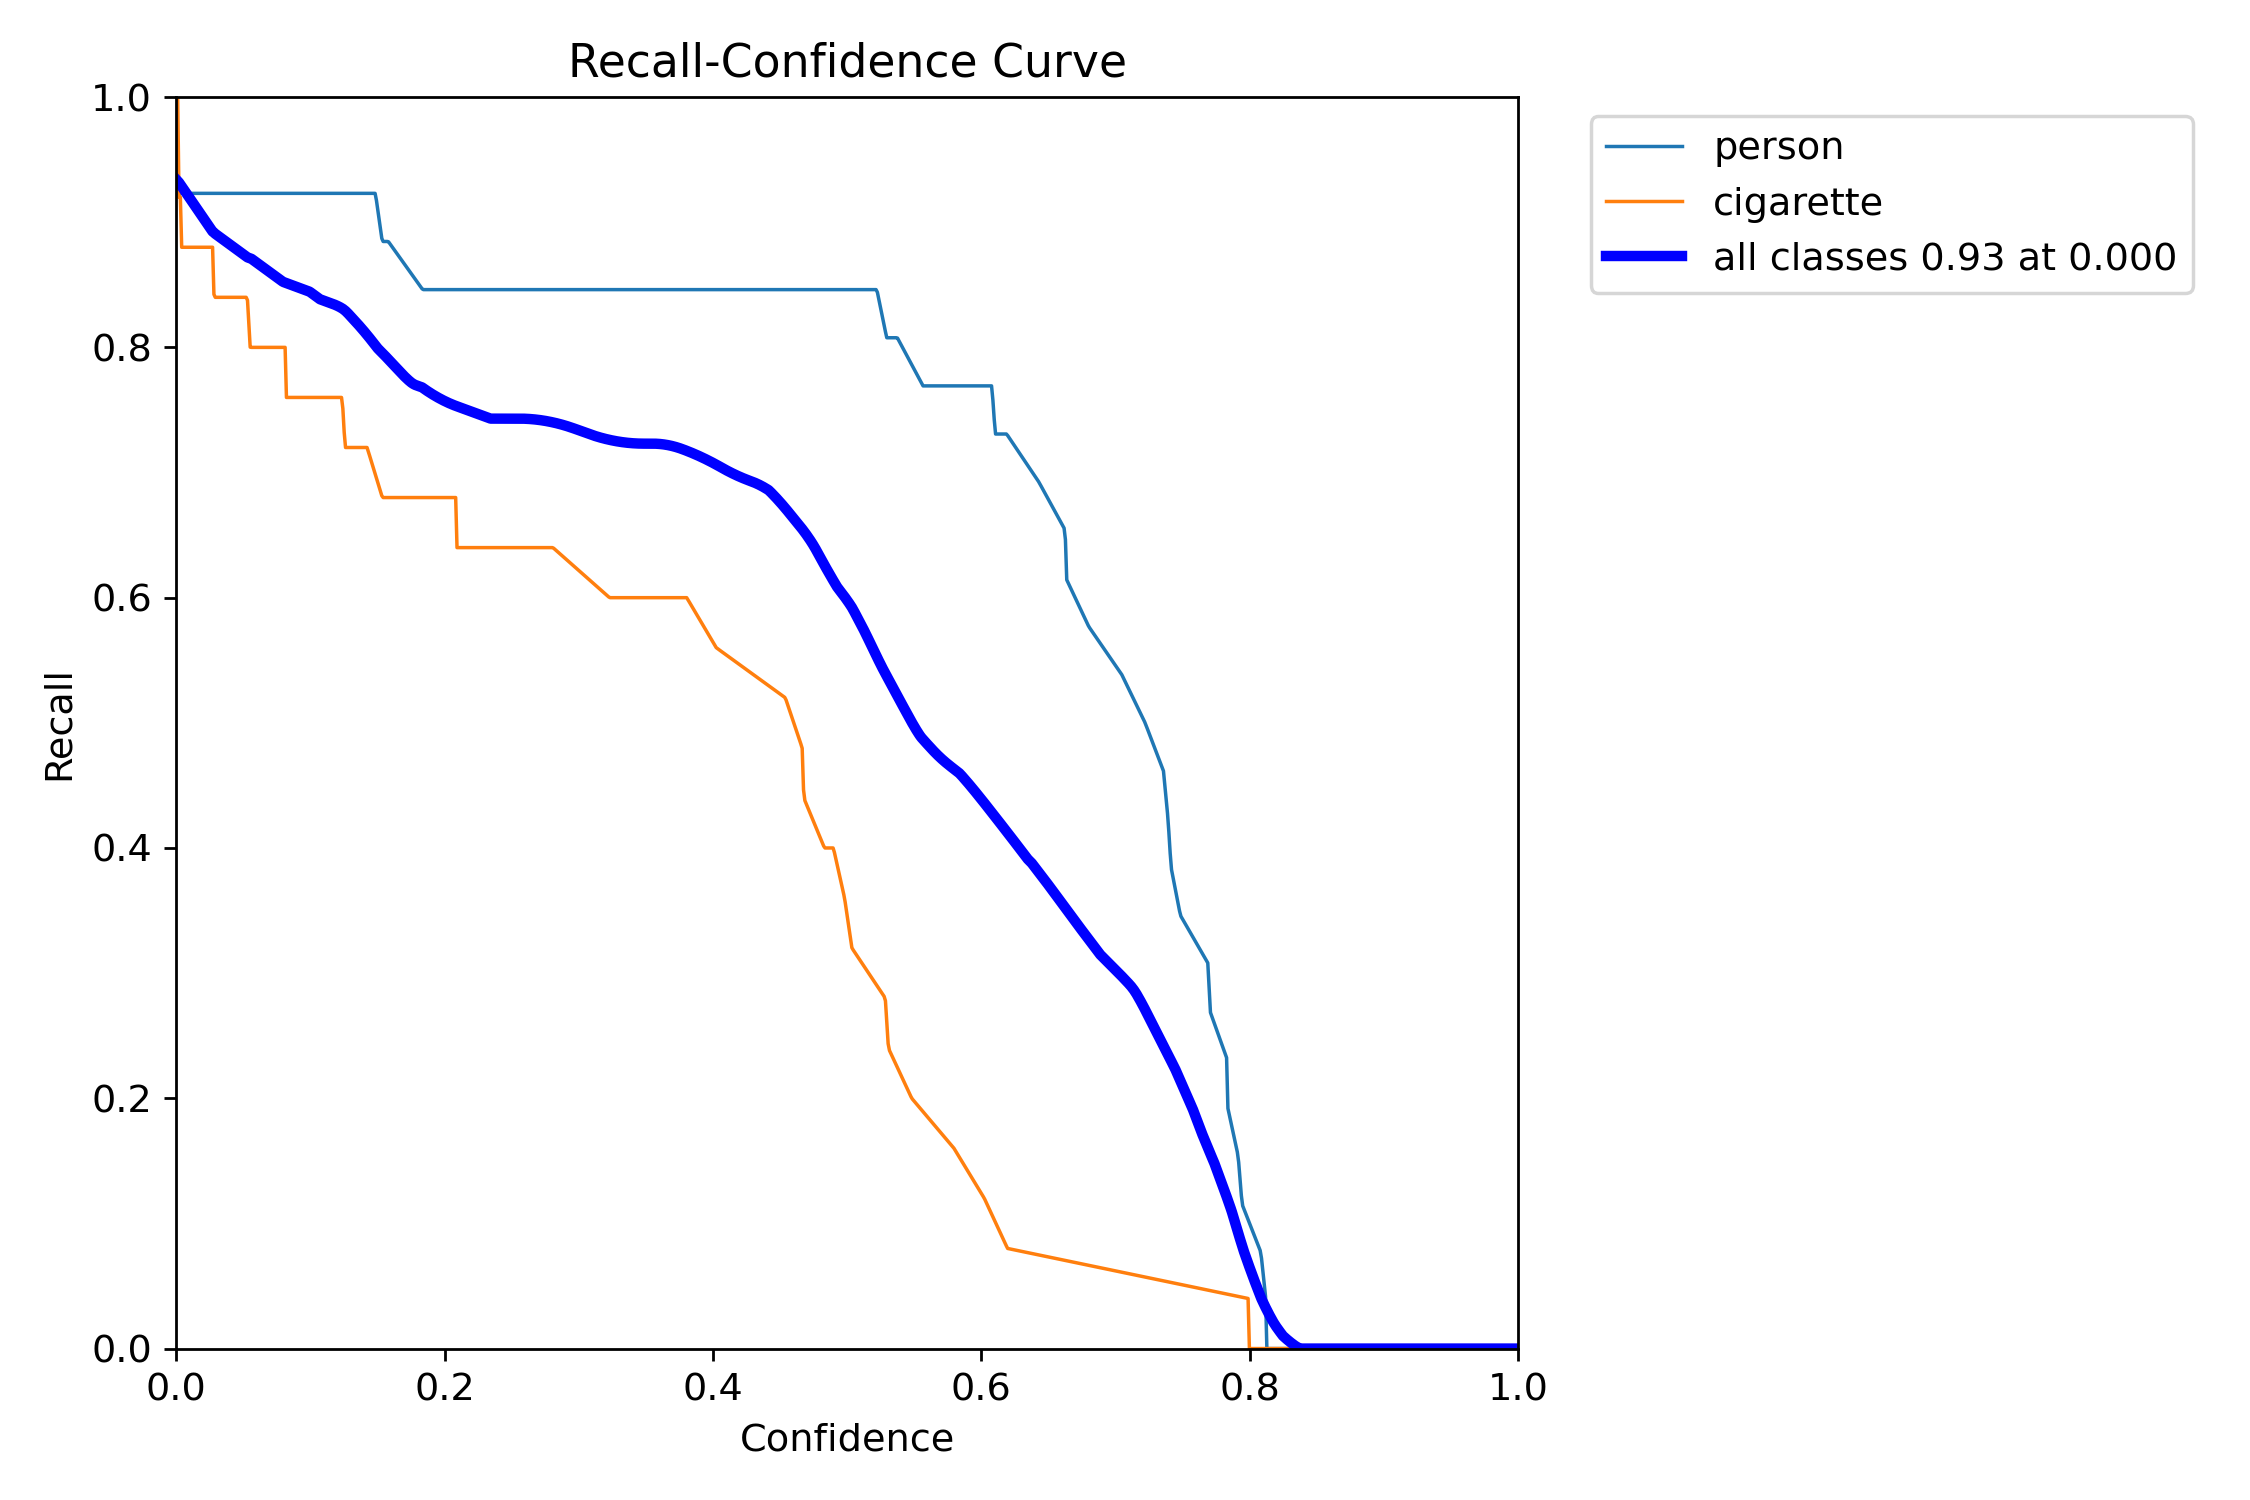 Recall-Confidence Curve
1.0
0.8
0.6
0.4
0.2
0.0
Recall
0.0 0.2 0.4 0.6 0.8 1.0
Confidence
person
cigarette
all classes 0.93 at 0.000